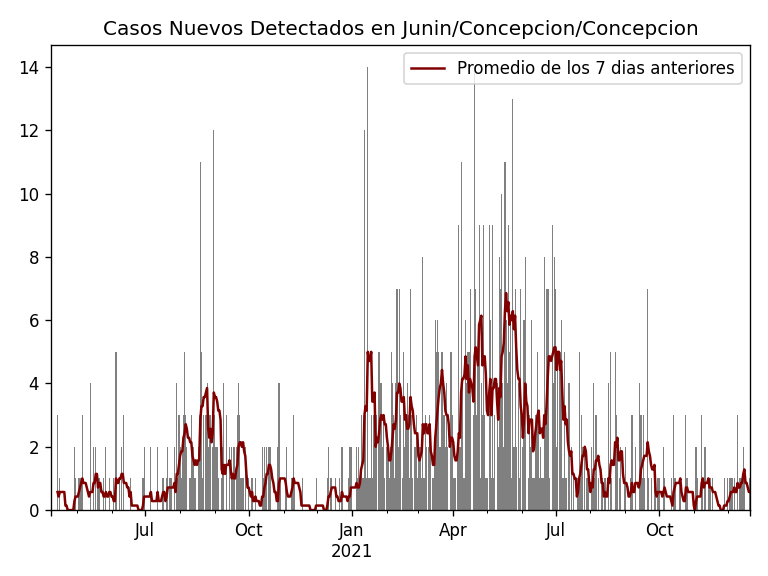 Casos Nuevos Detectados en Junin/Concepcion/Concepcion
Promedio de los 7 dias anteriores
14
12
10
8
6
4
2
0
Jul
Oct
Jan
2021
Apr
Jul
Oct